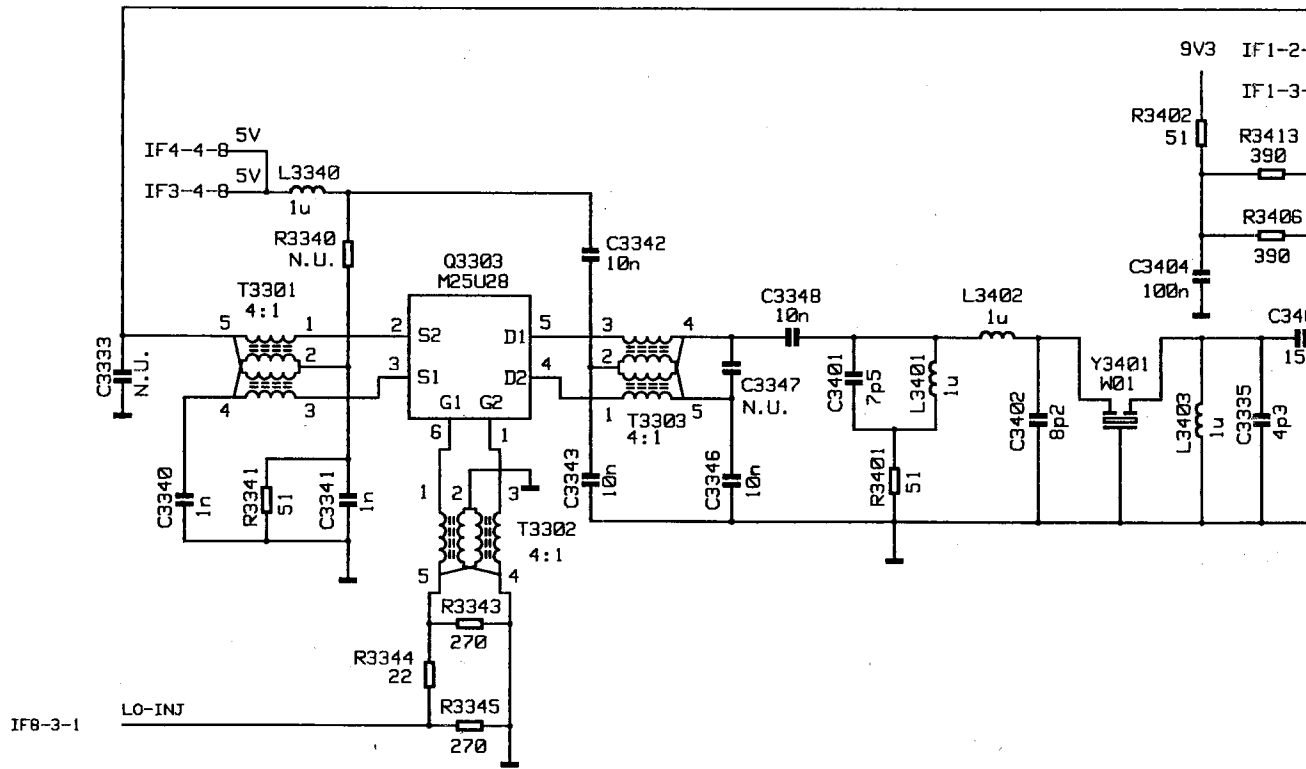 9V3 IF1-2-
IF1-3-
R3402
51
R3413
390
R3406
390
C3404
100n
IF4-4-8 5V
IF3-4-8 5V
L3340
1u
R3340
N.U.
C3342
10n
Q3303
M25U28
T3301
4:1
5 1
2
4 3
2 S2
3 S1
D1 5
D2 4
G1 G2
6 1
3 4
2
1 5
T3303
4:1
C3333
N.U.
C3348
10n
C3347
N.U.
C3401
7p5
L3401
1u
L3402
1u
C3402
8p2
Y3401
W01
L3403
1u
C3335
4p3
C340
15
C3340
1n
R3341
51
C3341
1n
1 2 3
5 4
T3302
4:1
C3343
10n
C3346
10n
R3401
51
R3343
270
R3344
22
R3345
270
IF8-3-1 LO-INJ